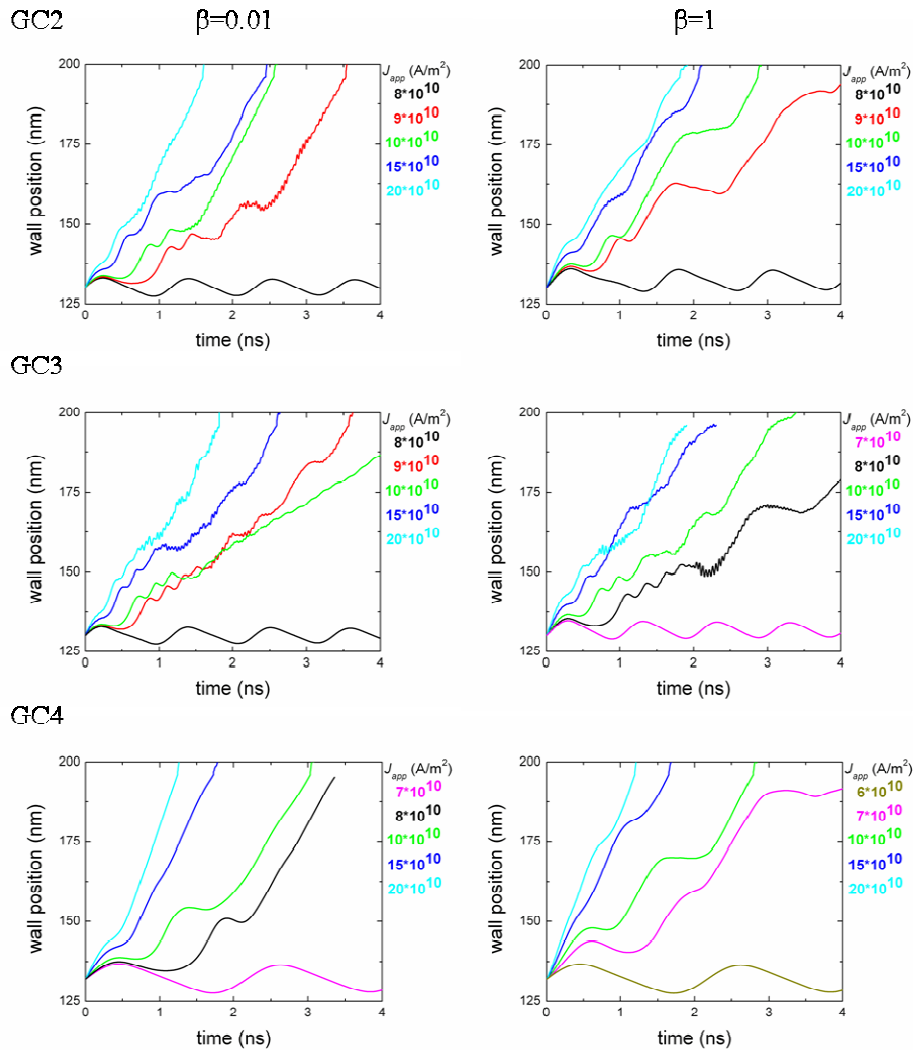 GC2 β=0.01 β=1
200
175
150
125
wall position (nm)
0 1 2 3 4
time (ns)
J_app (A/m²)
8*10^10
9*10^10
10*10^10
15*10^10
20*10^10
200
175
150
125
wall position (nm)
0 1 2 3 4
time (ns)
J_app (A/m²)
8*10^10
9*10^10
10*10^10
15*10^10
20*10^10
GC3
200
175
150
125
wall position (nm)
0 1 2 3 4
time (ns)
J_app (A/m²)
8*10^10
9*10^10
10*10^10
15*10^10
20*10^10
200
175
150
125
wall position (nm)
0 1 2 3 4
time (ns)
J_app (A/m²)
7*10^10
8*10^10
10*10^10
15*10^10
20*10^10
GC4
200
175
150
125
wall position (nm)
0 1 2 3 4
time (ns)
J_app (A/m²)
7*10^10
8*10^10
10*10^10
15*10^10
20*10^10
200
175
150
125
wall position (nm)
0 1 2 3 4
time (ns)
J_app (A/m²)
6*10^10
7*10^10
10*10^10
15*10^10
20*10^10